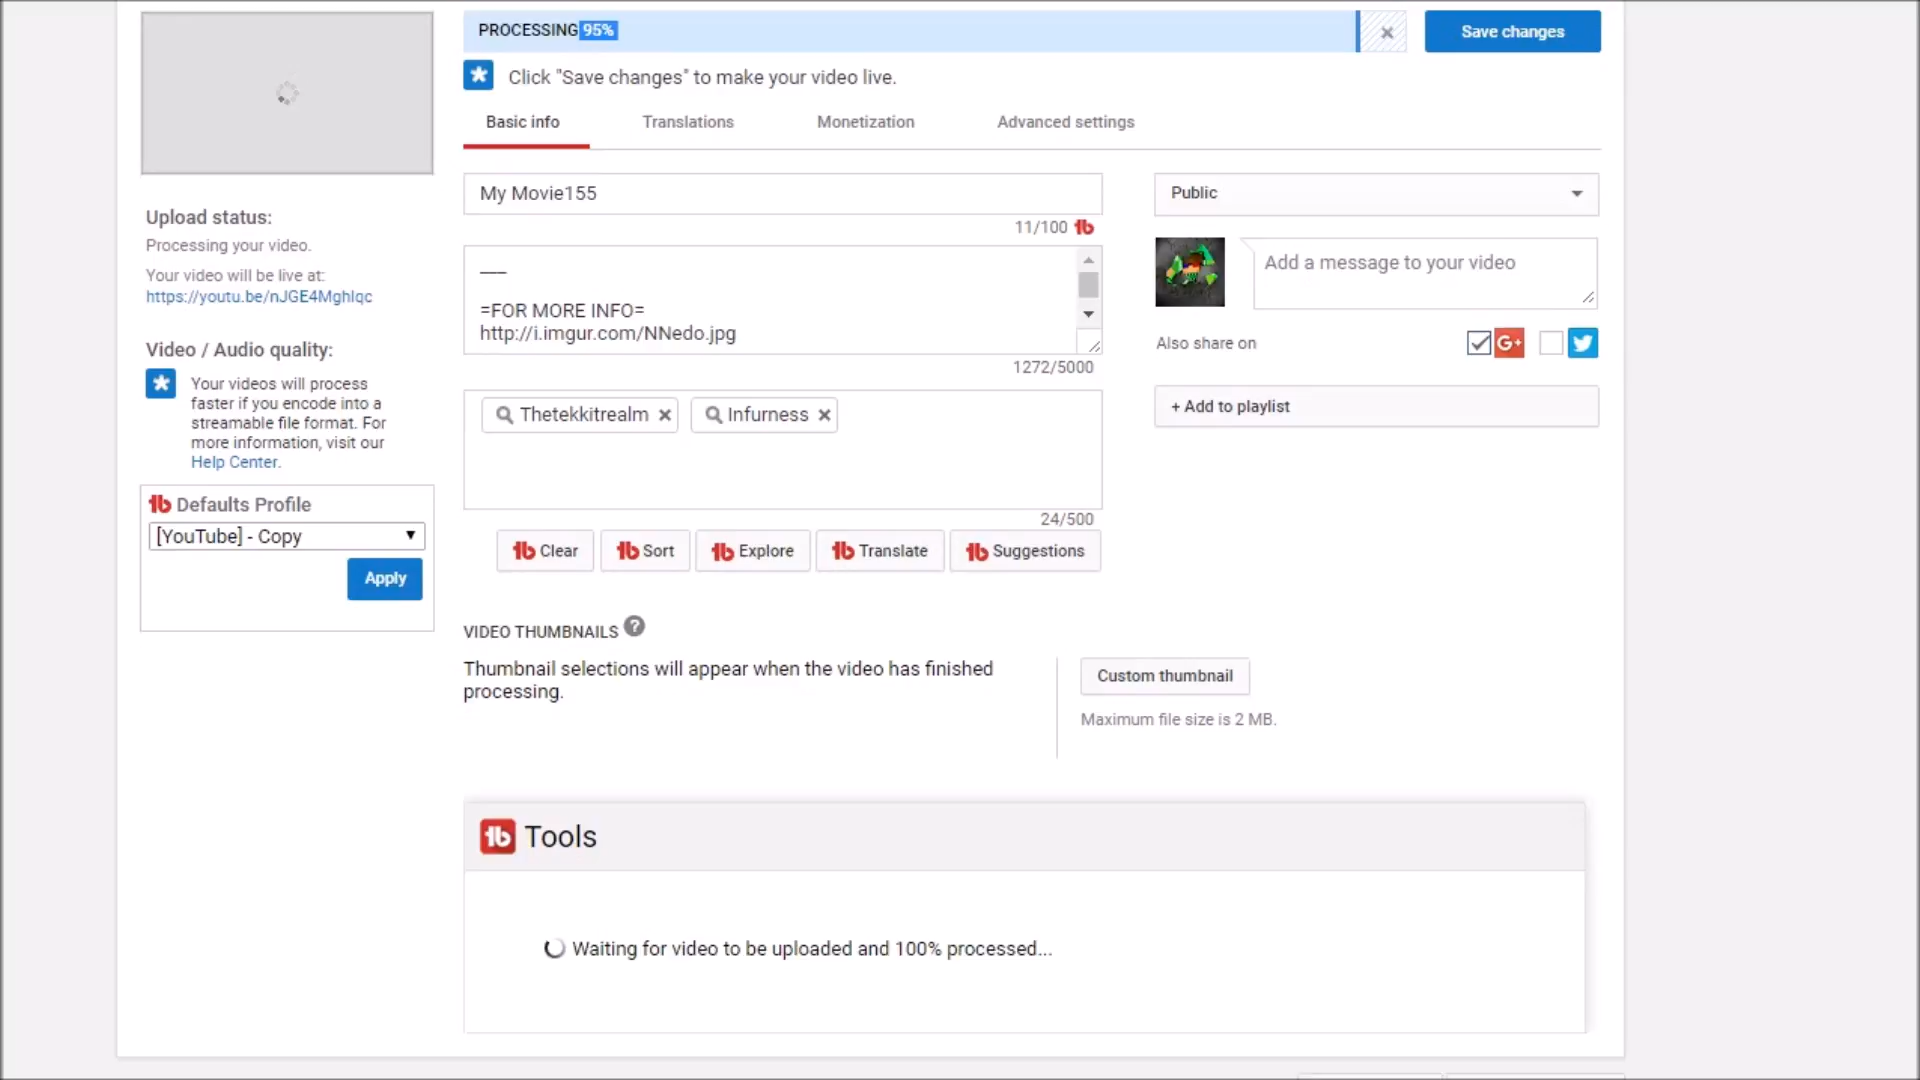 PROCESSING 95%
Save changes
Click "Save changes" to make your video live.
Basic info
Translations
Monetization
Advanced settings
Upload status:
Processing your video.
Your video will be live at:
https://youtu.be/nJGE4Mghlqc
Video / Audio quality:
Your videos will process
faster if you encode into a
streamable file format. For
more information, visit our
Help Center.
Defaults Profile
[YouTube] - Copy
Apply
My Movie155
11/100
=FOR MORE INFO=
http://i.imgur.com/NNedo.jpg
1272/5000
Thetekkitrealm
Infurness
24/500
Clear
Sort
Explore
Translate
Suggestions
Public
Add a message to your video
Also share on
G+
+ Add to playlist
VIDEO THUMBNAILS ?
Thumbnail selections will appear when the video has finished
processing.
Custom thumbnail
Maximum file size is 2 MB.
Tools
Waiting for video to be uploaded and 100% processed...